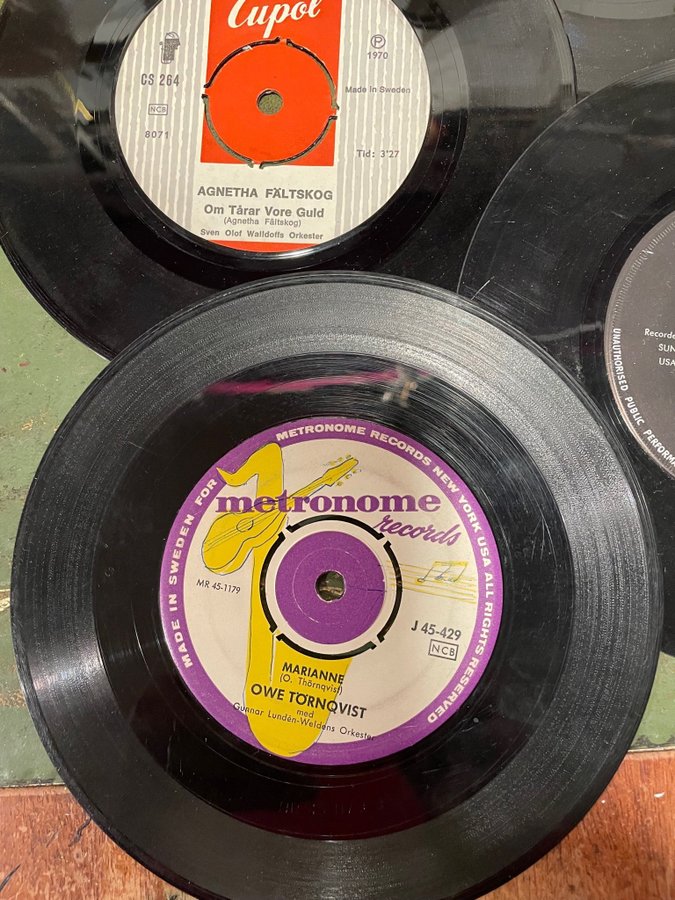 Cupol
CS 264
NCB
8071
P
1970
Made in Sweden
Tid: 3'27
AGNETHA FÄLTSKOG
Om Tårar Vore Guld
(Agnetha Fältskog)
Sven Olof Walldoffs Orkester
Recorde
SUN
USA
UNAUTHORISED PUBLIC PERFORMA
MADE IN SWEDEN FOR METRONOME RECORDS NEW YORK USA ALL RIGHTS RESERVED
metronome
records
MR 45-1179
J 45-429
NCB
MARIANNE
(O. Thörnqvist)
OWE TÖRNQVIST
med
Gunnar Lundén-Weldens Orkester